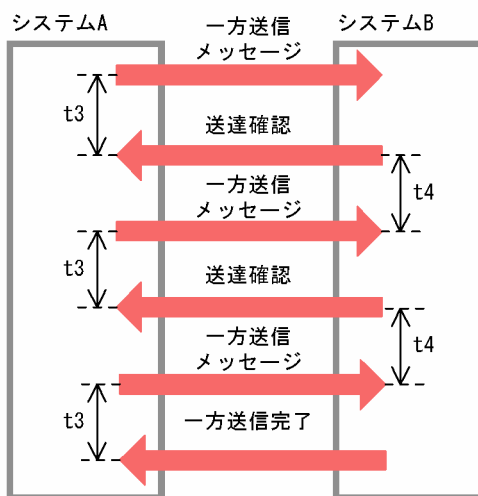 システムA
システムB
一方送信
メッセージ
t3
送達確認
t4
一方送信
メッセージ
t3
送達確認
t4
一方送信
メッセージ
t3
一方送信完了